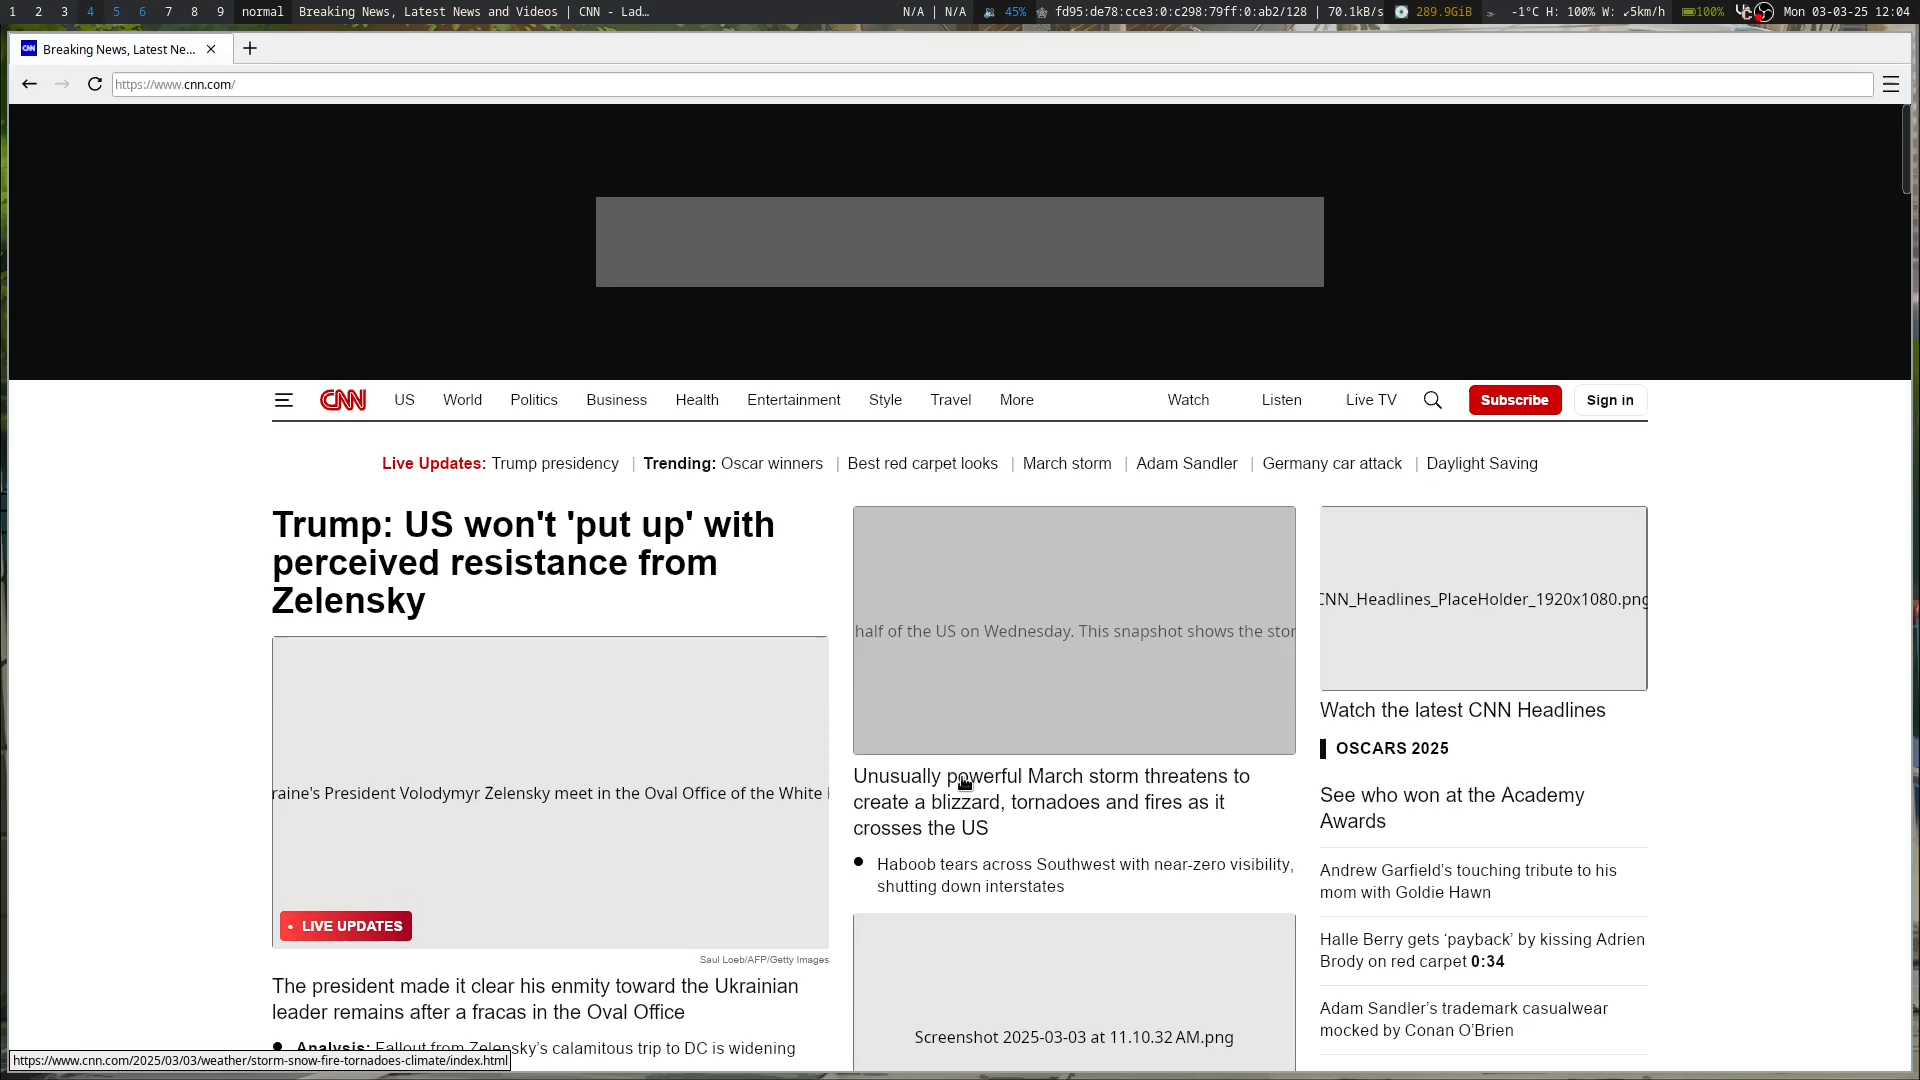 1 2 3 4 5 6 7 8 9 normal Breaking News, Latest News and Videos | CNN - Lad… N/A | N/A 45% fd95:de78:cce3:0:c298:79ff:0:ab2/128 | 70.1kB/s 289.9GiB -1°C H: 100% W: ↙5km/h 100% Mon 03-03-25 12:04
CNN Breaking News, Latest Ne...
https://www.cnn.com/
CNN US World Politics Business Health Entertainment Style Travel More Watch Listen Live TV Subscribe Sign in
Live Updates: Trump presidency | Trending: Oscar winners | Best red carpet looks | March storm | Adam Sandler | Germany car attack | Daylight Saving
Trump: US won't 'put up' with
perceived resistance from
Zelensky
raine's President Volodymyr Zelensky meet in the Oval Office of the White
• LIVE UPDATES
Saul Loeb/AFP/Getty Images
The president made it clear his enmity toward the Ukrainian
leader remains after a fracas in the Oval Office
Analysis: Fallout from Zelensky’s calamitous trip to DC is widening
half of the US on Wednesday. This snapshot shows the stor
Unusually powerful March storm threatens to
create a blizzard, tornadoes and fires as it
crosses the US
Haboob tears across Southwest with near-zero visibility,
shutting down interstates
Screenshot 2025-03-03 at 11.10.32 AM.png
CNN_Headlines_PlaceHolder_1920x1080.png
Watch the latest CNN Headlines
OSCARS 2025
See who won at the Academy
Awards
Andrew Garfield’s touching tribute to his
mom with Goldie Hawn
Halle Berry gets ‘payback’ by kissing Adrien
Brody on red carpet 0:34
Adam Sandler’s trademark casualwear
mocked by Conan O’Brien
https://www.cnn.com/2025/03/03/weather/storm-snow-fire-tornadoes-climate/index.html